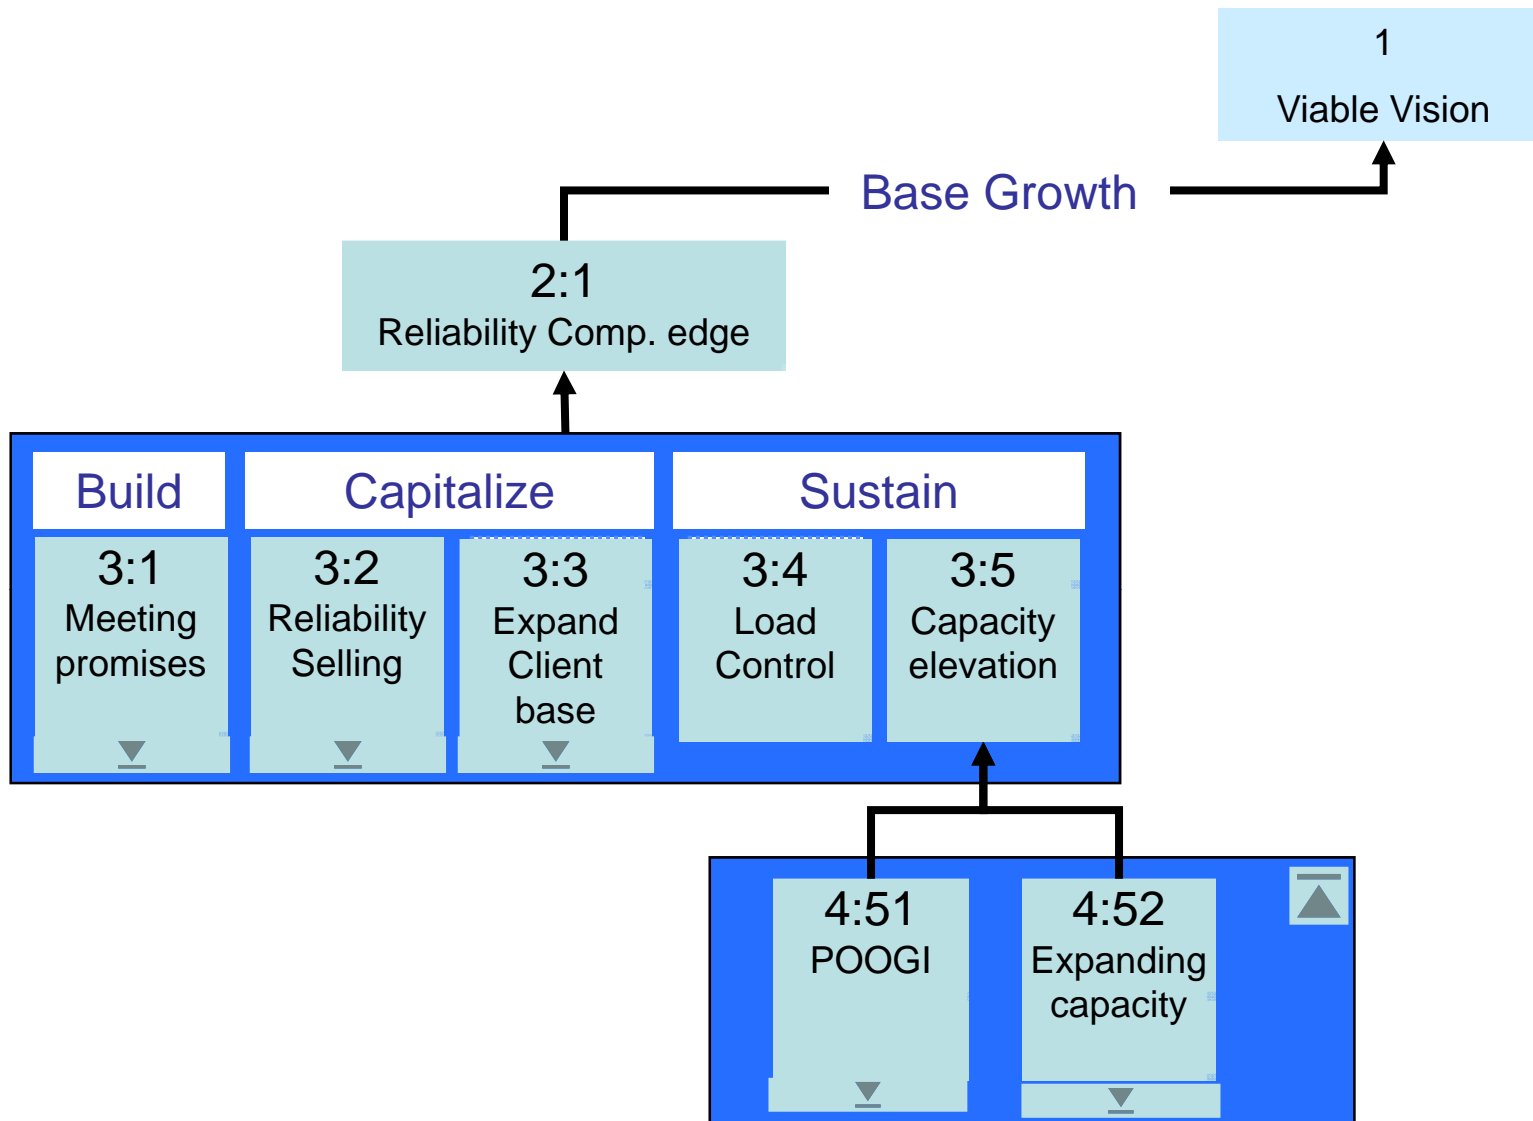 1
Viable Vision
Base Growth
2:1
Reliability Comp. edge
Build
Capitalize
Sustain
3:1
Meeting
promises
3:2
Reliability
Selling
3:3
Expand
Client
base
3:4
Load
Control
3:5
Capacity
elevation
4:51
POOGI
4:52
Expanding
capacity